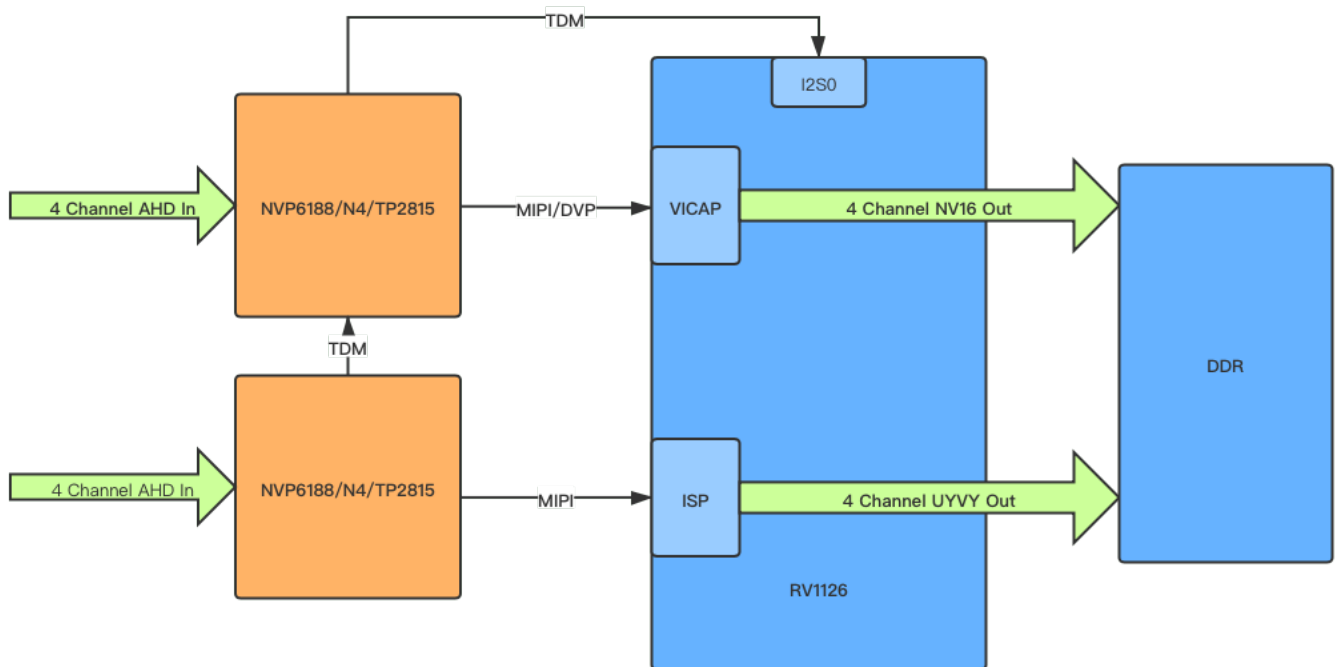 TDM
I2S0
4 Channel AHD In
NVP6188/N4/TP2815
MIPI/DVP
VICAP
4 Channel NV16 Out
TDM
DDR
4 Channel AHD In
NVP6188/N4/TP2815
MIPI
ISP
4 Channel UYVY Out
RV1126